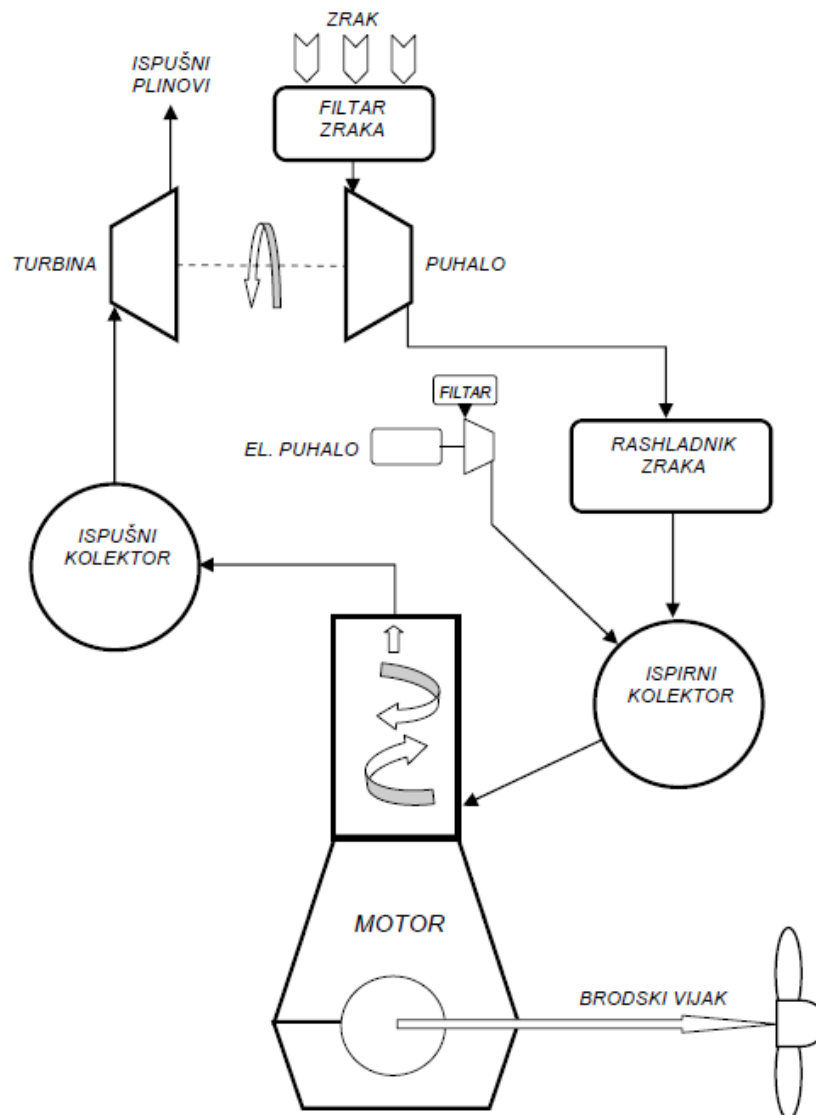 ZRAK
ISPUŠNI
PLINOVI
FILTAR
ZRAKA
TURBINA
PUHALO
FILTAR
EL. PUHALO
RASHLADNIK
ZRAKA
ISPUŠNI
KOLEKTOR
ISPIRNI
KOLEKTOR
MOTOR
BRODSKI VIJAK